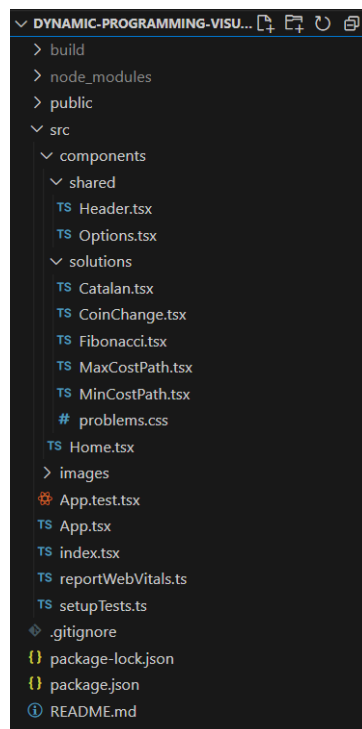 DYNAMIC-PROGRAMMING-VISU...
build
node_modules
public
src
components
shared
TS Header.tsx
TS Options.tsx
solutions
TS Catalan.tsx
TS CoinChange.tsx
TS Fibonacci.tsx
TS MaxCostPath.tsx
TS MinCostPath.tsx
# problems.css
TS Home.tsx
images
App.test.tsx
TS App.tsx
TS index.tsx
TS reportWebVitals.ts
TS setupTests.ts
.gitignore
{} package-lock.json
{} package.json
README.md